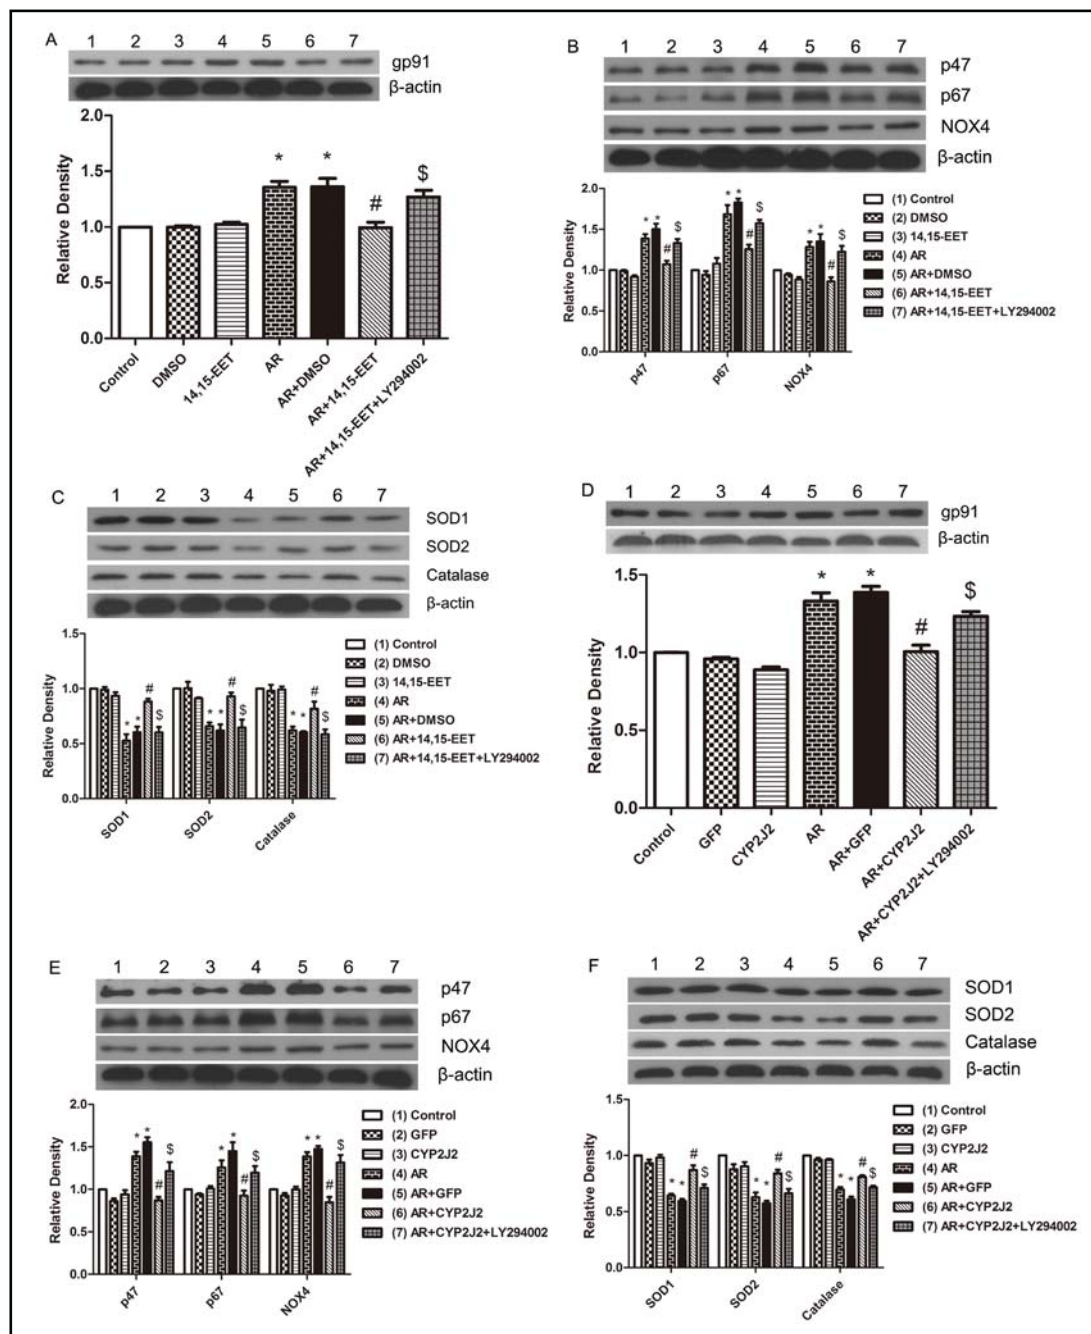 A
1 2 3 4 5 6 7
gp91
β-actin
Relative Density
2.0
1.5
1.0
0.5
0.0
* * # $
Control DMSO 14,15-EET AR AR+DMSO AR+14,15-EET AR+14,15-EET+LY294002
B
1 2 3 4 5 6 7
p47
p67
NOX4
β-actin
Relative Density
2.0
1.5
1.0
0.5
0.0
* * # $ * * # $ * * # $
p47 p67 NOX4
(1) Control
(2) DMSO
(3) 14,15-EET
(4) AR
(5) AR+DMSO
(6) AR+14,15-EET
(7) AR+14,15-EET+LY294002
C
1 2 3 4 5 6 7
SOD1
SOD2
Catalase
β-actin
Relative Density
1.5
1.0
0.5
0.0
* * # $ * * # $ * * # $
SOD1 SOD2 Catalase
(1) Control
(2) DMSO
(3) 14,15-EET
(4) AR
(5) AR+DMSO
(6) AR+14,15-EET
(7) AR+14,15-EET+LY294002
D
1 2 3 4 5 6 7
gp91
β-actin
Relative Density
1.5
1.0
0.5
0.0
* * # $
Control GFP CYP2J2 AR AR+GFP AR+CYP2J2 AR+CYP2J2+LY294002
E
1 2 3 4 5 6 7
p47
p67
NOX4
β-actin
Relative Density
2.0
1.5
1.0
0.5
0.0
* * # $ * * # $ * * # $
p47 p67 NOX4
(1) Control
(2) GFP
(3) CYP2J2
(4) AR
(5) AR+GFP
(6) AR+CYP2J2
(7) AR+CYP2J2+LY294002
F
1 2 3 4 5 6 7
SOD1
SOD2
Catalase
β-actin
Relative Density
1.5
1.0
0.5
0.0
* * # $ * * # $ * * # $
SOD1 SOD2 Catalase
(1) Control
(2) GFP
(3) CYP2J2
(4) AR
(5) AR+GFP
(6) AR+CYP2J2
(7) AR+CYP2J2+LY294002